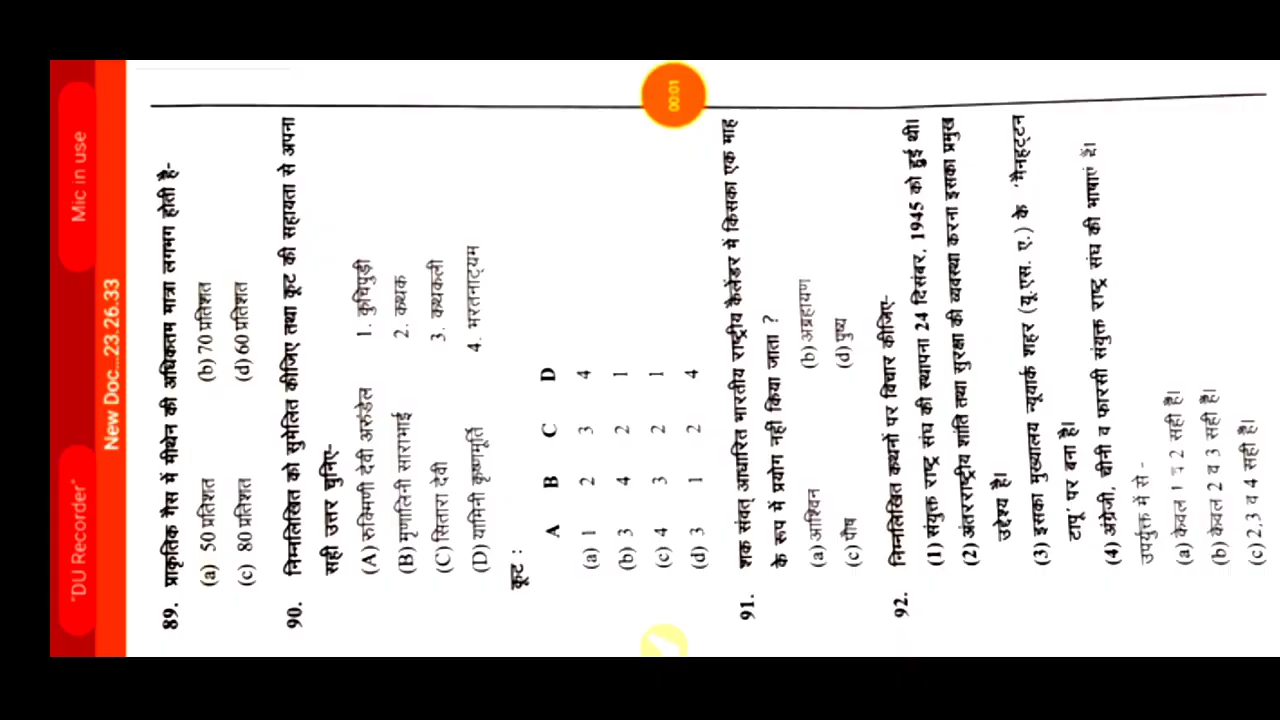 "DU Recorder"
Mic in use
New Doc...23.26.33
00:01
89. प्राकृतिक गैस में मीथेन की अधिकतम मात्रा लगभग होती है-
(a) 50 प्रतिशत (b) 70 प्रतिशत
(c) 80 प्रतिशत (d) 60 प्रतिशत
90. निम्नलिखित को सुमेलित कीजिए तथा कूट की सहायता से अपना
सही उत्तर चुनिए-
(A) रुक्मिणी देवी अरुंडेल 1. कुचिपुड़ी
(B) मृणालिनी साराभाई 2. कथक
(C) सितारा देवी 3. कथकली
(D) यामिनी कृष्णमूर्ति 4. भरतनाट्यम
कूट :
A B C D
(a) 1 2 3 4
(b) 3 4 2 1
(c) 4 3 2 1
(d) 3 1 2 4
91. शक संवत् आधारित भारतीय राष्ट्रीय कैलेंडर में किसका एक माह
के रूप में प्रयोग नहीं किया जाता ?
(a) आश्विन (b) अग्रहायण
(c) पौष (d) पुष्य
92. निम्नलिखित कथनों पर विचार कीजिए-
(1) संयुक्त राष्ट्र संघ की स्थापना 24 दिसंबर, 1945 को हुई थी।
(2) अंतरराष्ट्रीय शांति तथा सुरक्षा की व्यवस्था करना इसका प्रमुख
उद्देश्य है।
(3) इसका मुख्यालय न्यूयार्क शहर (यू.एस. ए.) के 'मैनहट्टन
टापू' पर बना है।
(4) अंग्रेजी, चीनी व फारसी संयुक्त राष्ट्र संघ की भाषाएं हैं।
उपर्युक्त में से -
(a) केवल 1 व 2 सही है।
(b) केवल 2 व 3 सही हैं।
(c) 2,3 व 4 सही हैं।